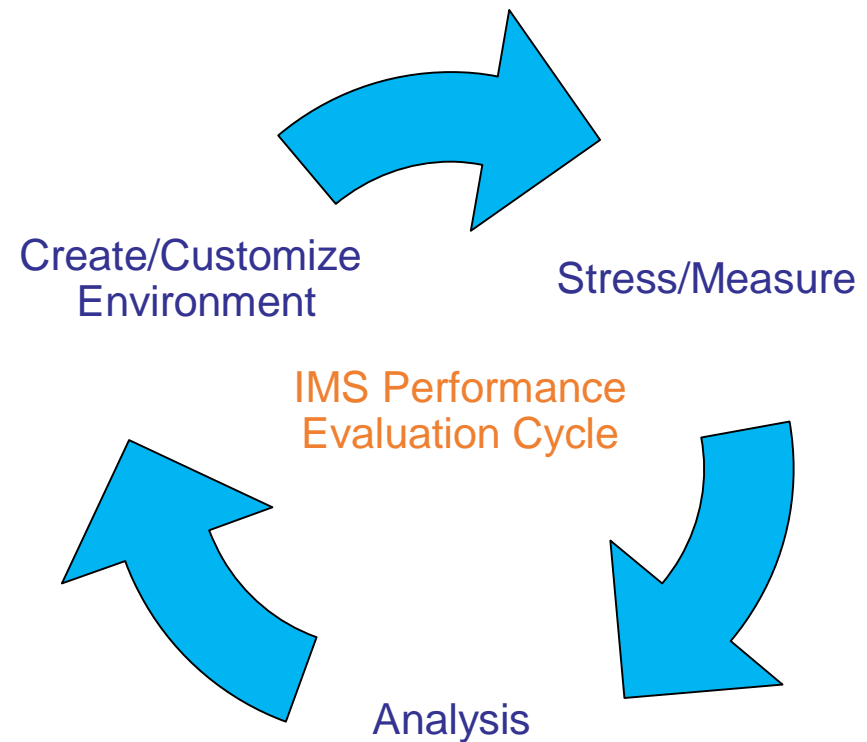 Create/Customize
Environment
Stress/Measure
IMS Performance
Evaluation Cycle
Analysis